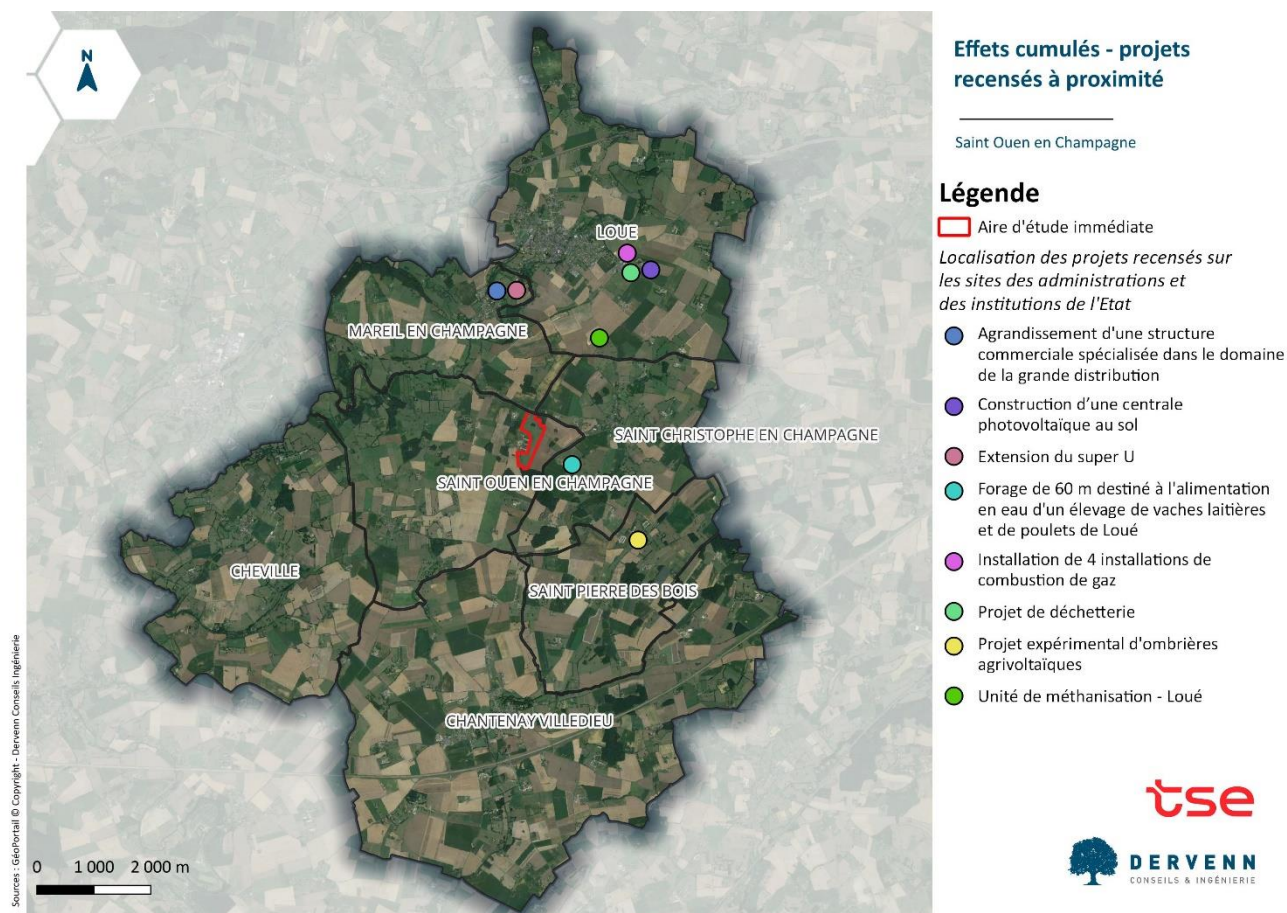 N
LOUE
MAREIL EN CHAMPAGNE
SAINT CHRISTOPHE EN CHAMPAGNE
SAINT OUEN EN CHAMPAGNE
CHEVILLE
SAINT PIERRE DES BOIS
CHANTENAY VILLEDIEU
0 1 000 2 000 m
Sources : GéoPortail © Copyright - Dervenn Conseils Ingénierie
Effets cumulés - projets
recensés à proximité
Saint Ouen en Champagne
Légende
Aire d'étude immédiate
Localisation des projets recensés sur
les sites des administrations et
des institutions de l'Etat
Agrandissement d'une structure
commerciale spécialisée dans le domaine
de la grande distribution
Construction d'une centrale
photovoltaïque au sol
Extension du super U
Forage de 60 m destiné à l'alimentation
en eau d'un élevage de vaches laitières
et de poulets de Loué
Installation de 4 installations de
combustion de gaz
Projet de déchetterie
Projet expérimental d'ombrières
agrivoltaïques
Unité de méthanisation - Loué
tse
DERVENN
CONSEILS & INGÉNIERIE